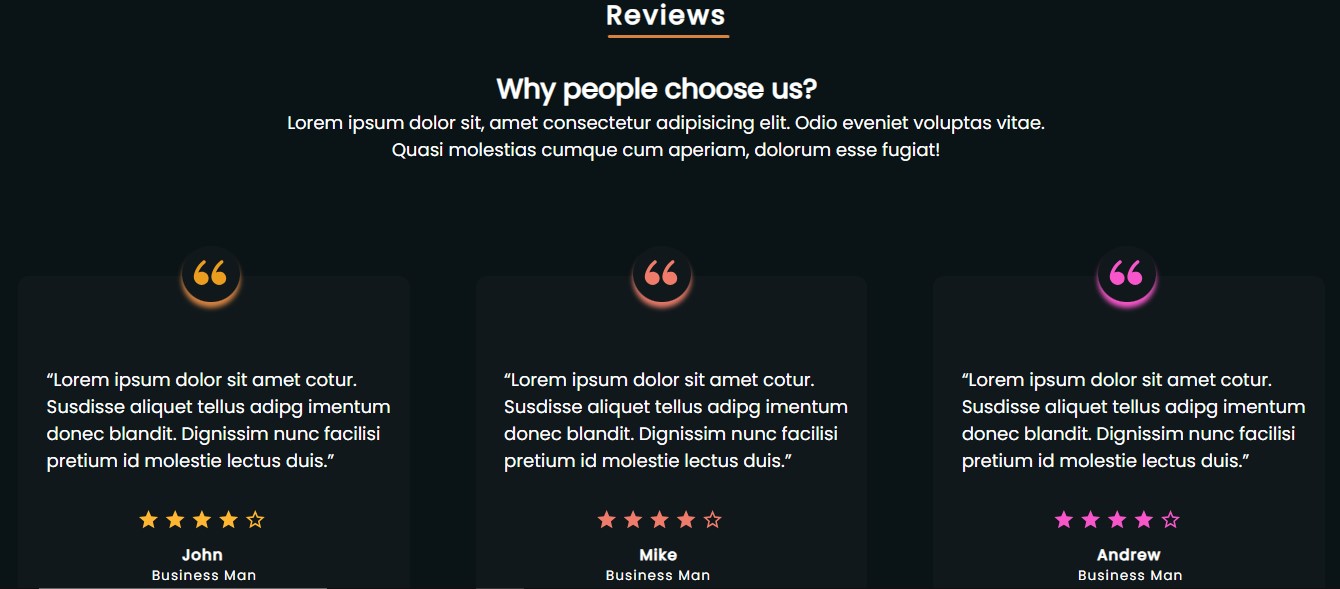 Reviews
Why people choose us?
Lorem ipsum dolor sit, amet consectetur adipisicing elit. Odio eveniet voluptas vitae.
Quasi molestias cumque cum aperiam, dolorum esse fugiat!
“Lorem ipsum dolor sit amet cotur.
Susdisse aliquet tellus adipg imentum
donec blandit. Dignissim nunc facilisi
pretium id molestie lectus duis.”
John
Business Man
“Lorem ipsum dolor sit amet cotur.
Susdisse aliquet tellus adipg imentum
donec blandit. Dignissim nunc facilisi
pretium id molestie lectus duis.”
Mike
Business Man
“Lorem ipsum dolor sit amet cotur.
Susdisse aliquet tellus adipg imentum
donec blandit. Dignissim nunc facilisi
pretium id molestie lectus duis.”
Andrew
Business Man